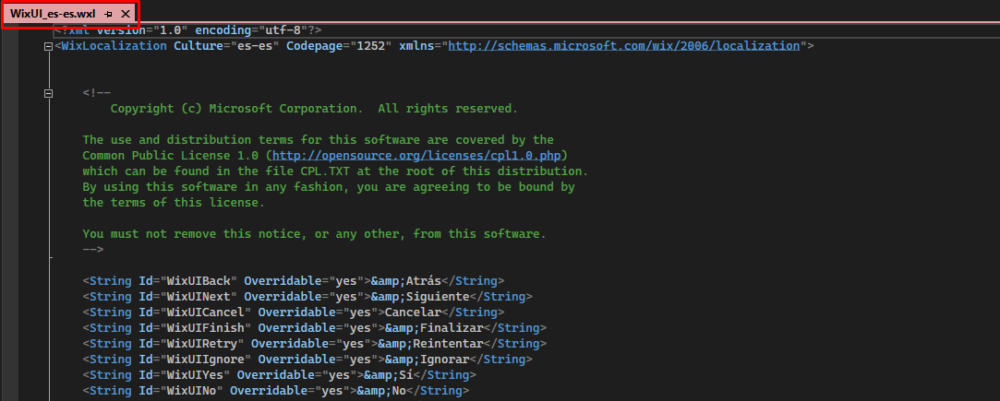 WixUI_es-es.wxl
<?xml version="1.0" encoding="utf-8"?>
<WixLocalization Culture="es-es" Codepage="1252" xmlns="http://schemas.microsoft.com/wix/2006/localization">
<!--
Copyright (c) Microsoft Corporation.  All rights reserved.
The use and distribution terms for this software are covered by the
Common Public License 1.0 (http://opensource.org/licenses/cpl1.0.php)
which can be found in the file CPL.TXT at the root of this distribution.
By using this software in any fashion, you are agreeing to be bound by
the terms of this license.
You must not remove this notice, or any other, from this software.
-->
<String Id="WixUIBack" Overridable="yes">&amp;Atrás</String>
<String Id="WixUINext" Overridable="yes">&amp;Siguiente</String>
<String Id="WixUICancel" Overridable="yes">Cancelar</String>
<String Id="WixUIFinish" Overridable="yes">&amp;Finalizar</String>
<String Id="WixUIRetry" Overridable="yes">&amp;Reintentar</String>
<String Id="WixUIIgnore" Overridable="yes">&amp;Ignorar</String>
<String Id="WixUIYes" Overridable="yes">&amp;Sí</String>
<String Id="WixUINo" Overridable="yes">&amp;No</String>